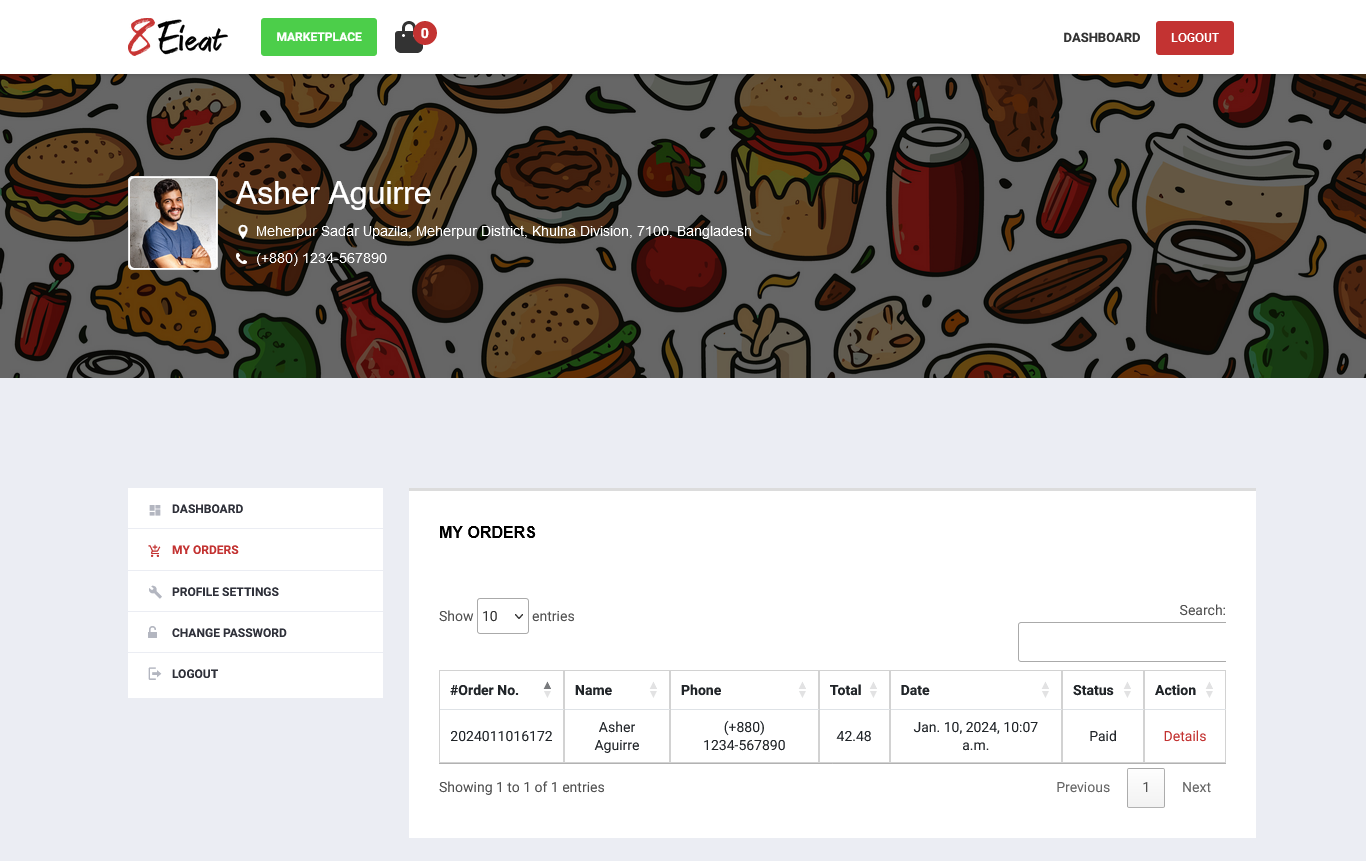 8Eieat
MARKETPLACE
0
DASHBOARD
LOGOUT
Asher Aguirre
Meherpur Sadar Upazila, Meherpur District, Khulna Division, 7100, Bangladesh
(+880) 1234-567890
DASHBOARD
MY ORDERS
PROFILE SETTINGS
CHANGE PASSWORD
LOGOUT
MY ORDERS
Show 10 entries
Search:
#Order No. Name Phone Total Date Status Action
2024011016172 Asher Aguirre (+880) 1234-567890 42.48 Jan. 10, 2024, 10:07 a.m. Paid Details
Showing 1 to 1 of 1 entries
Previous 1 Next